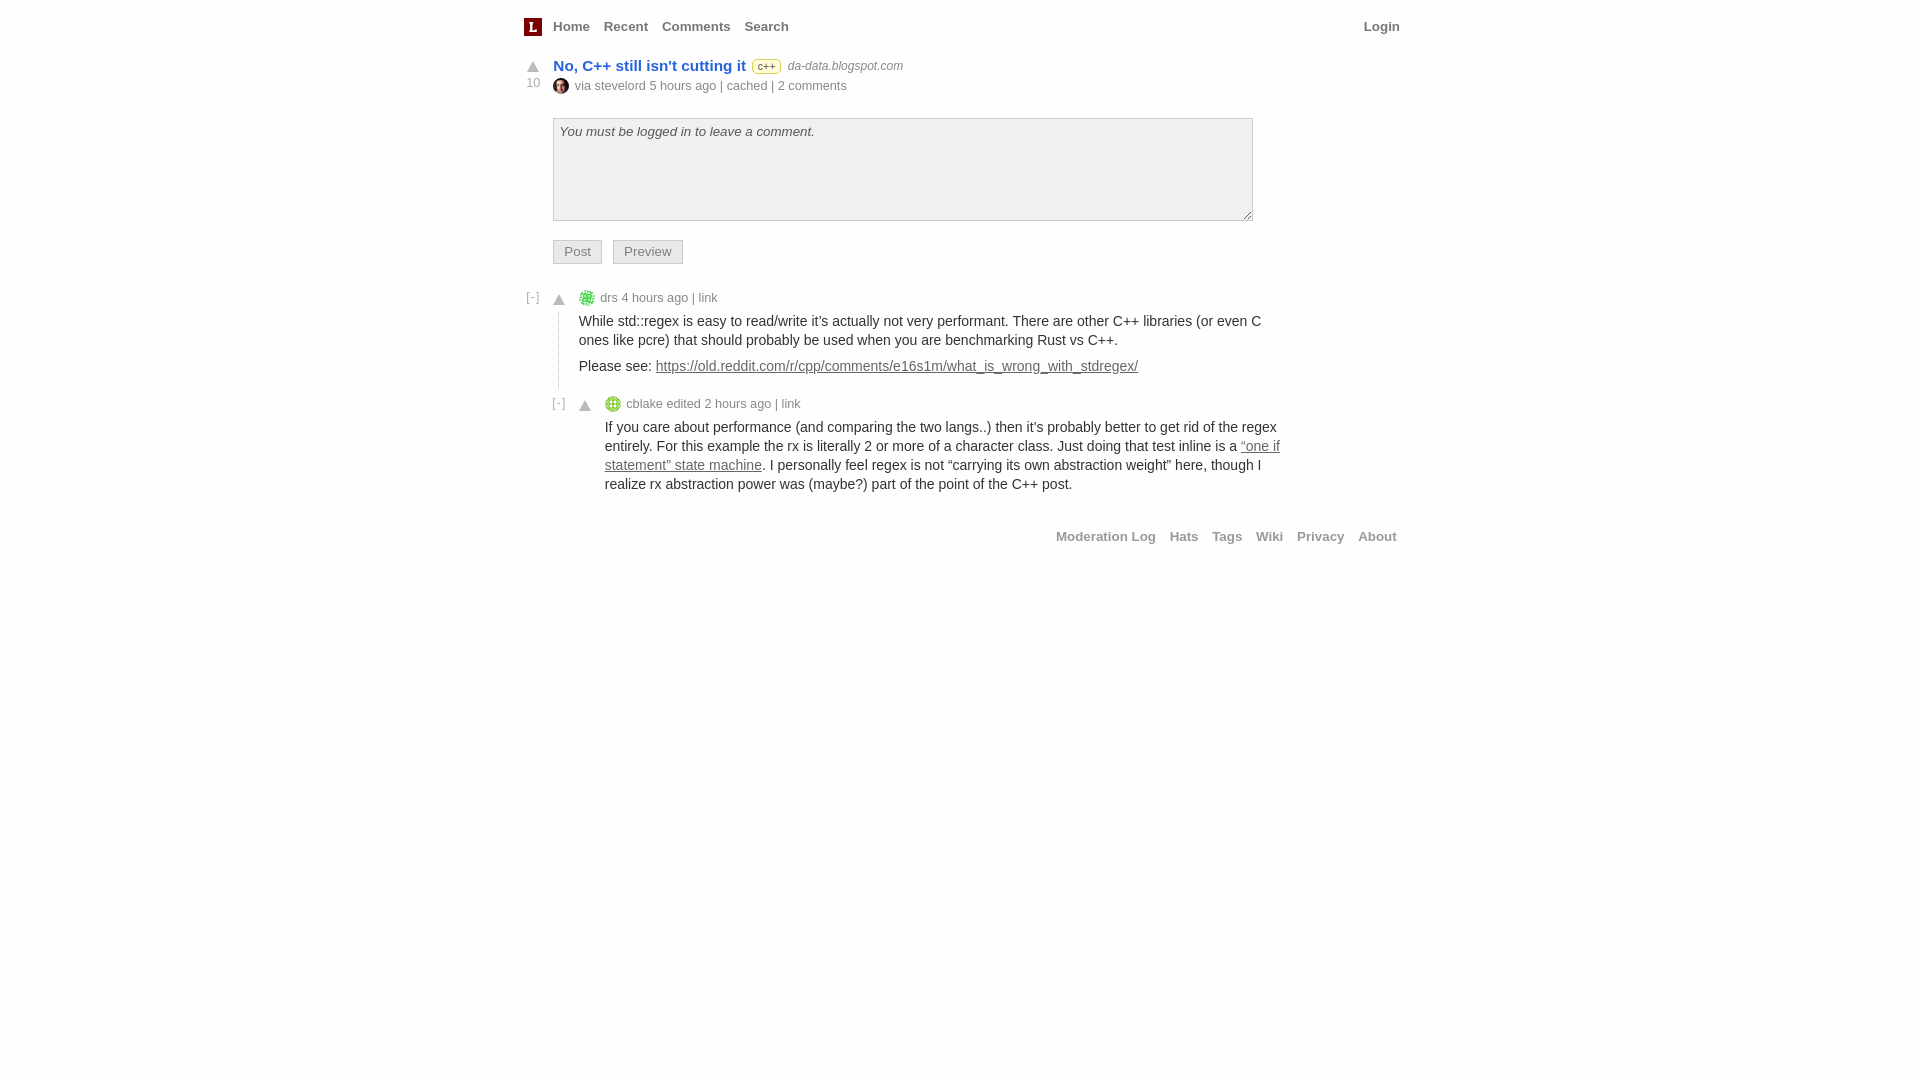 L Home Recent Comments Search Login
No, C++ still isn't cutting it c++ da-data.blogspot.com
10
via stevelord 5 hours ago | cached | 2 comments
You must be logged in to leave a comment.
Post Preview
[-] drs 4 hours ago | link
While std::regex is easy to read/write it’s actually not very performant. There are other C++ libraries (or even C
ones like pcre) that should probably be used when you are benchmarking Rust vs C++.
Please see: https://old.reddit.com/r/cpp/comments/e16s1m/what_is_wrong_with_stdregex/
[-] cblake edited 2 hours ago | link
If you care about performance (and comparing the two langs..) then it’s probably better to get rid of the regex
entirely. For this example the rx is literally 2 or more of a character class. Just doing that test inline is a “one if
statement” state machine. I personally feel regex is not “carrying its own abstraction weight” here, though I
realize rx abstraction power was (maybe?) part of the point of the C++ post.
Moderation Log Hats Tags Wiki Privacy About